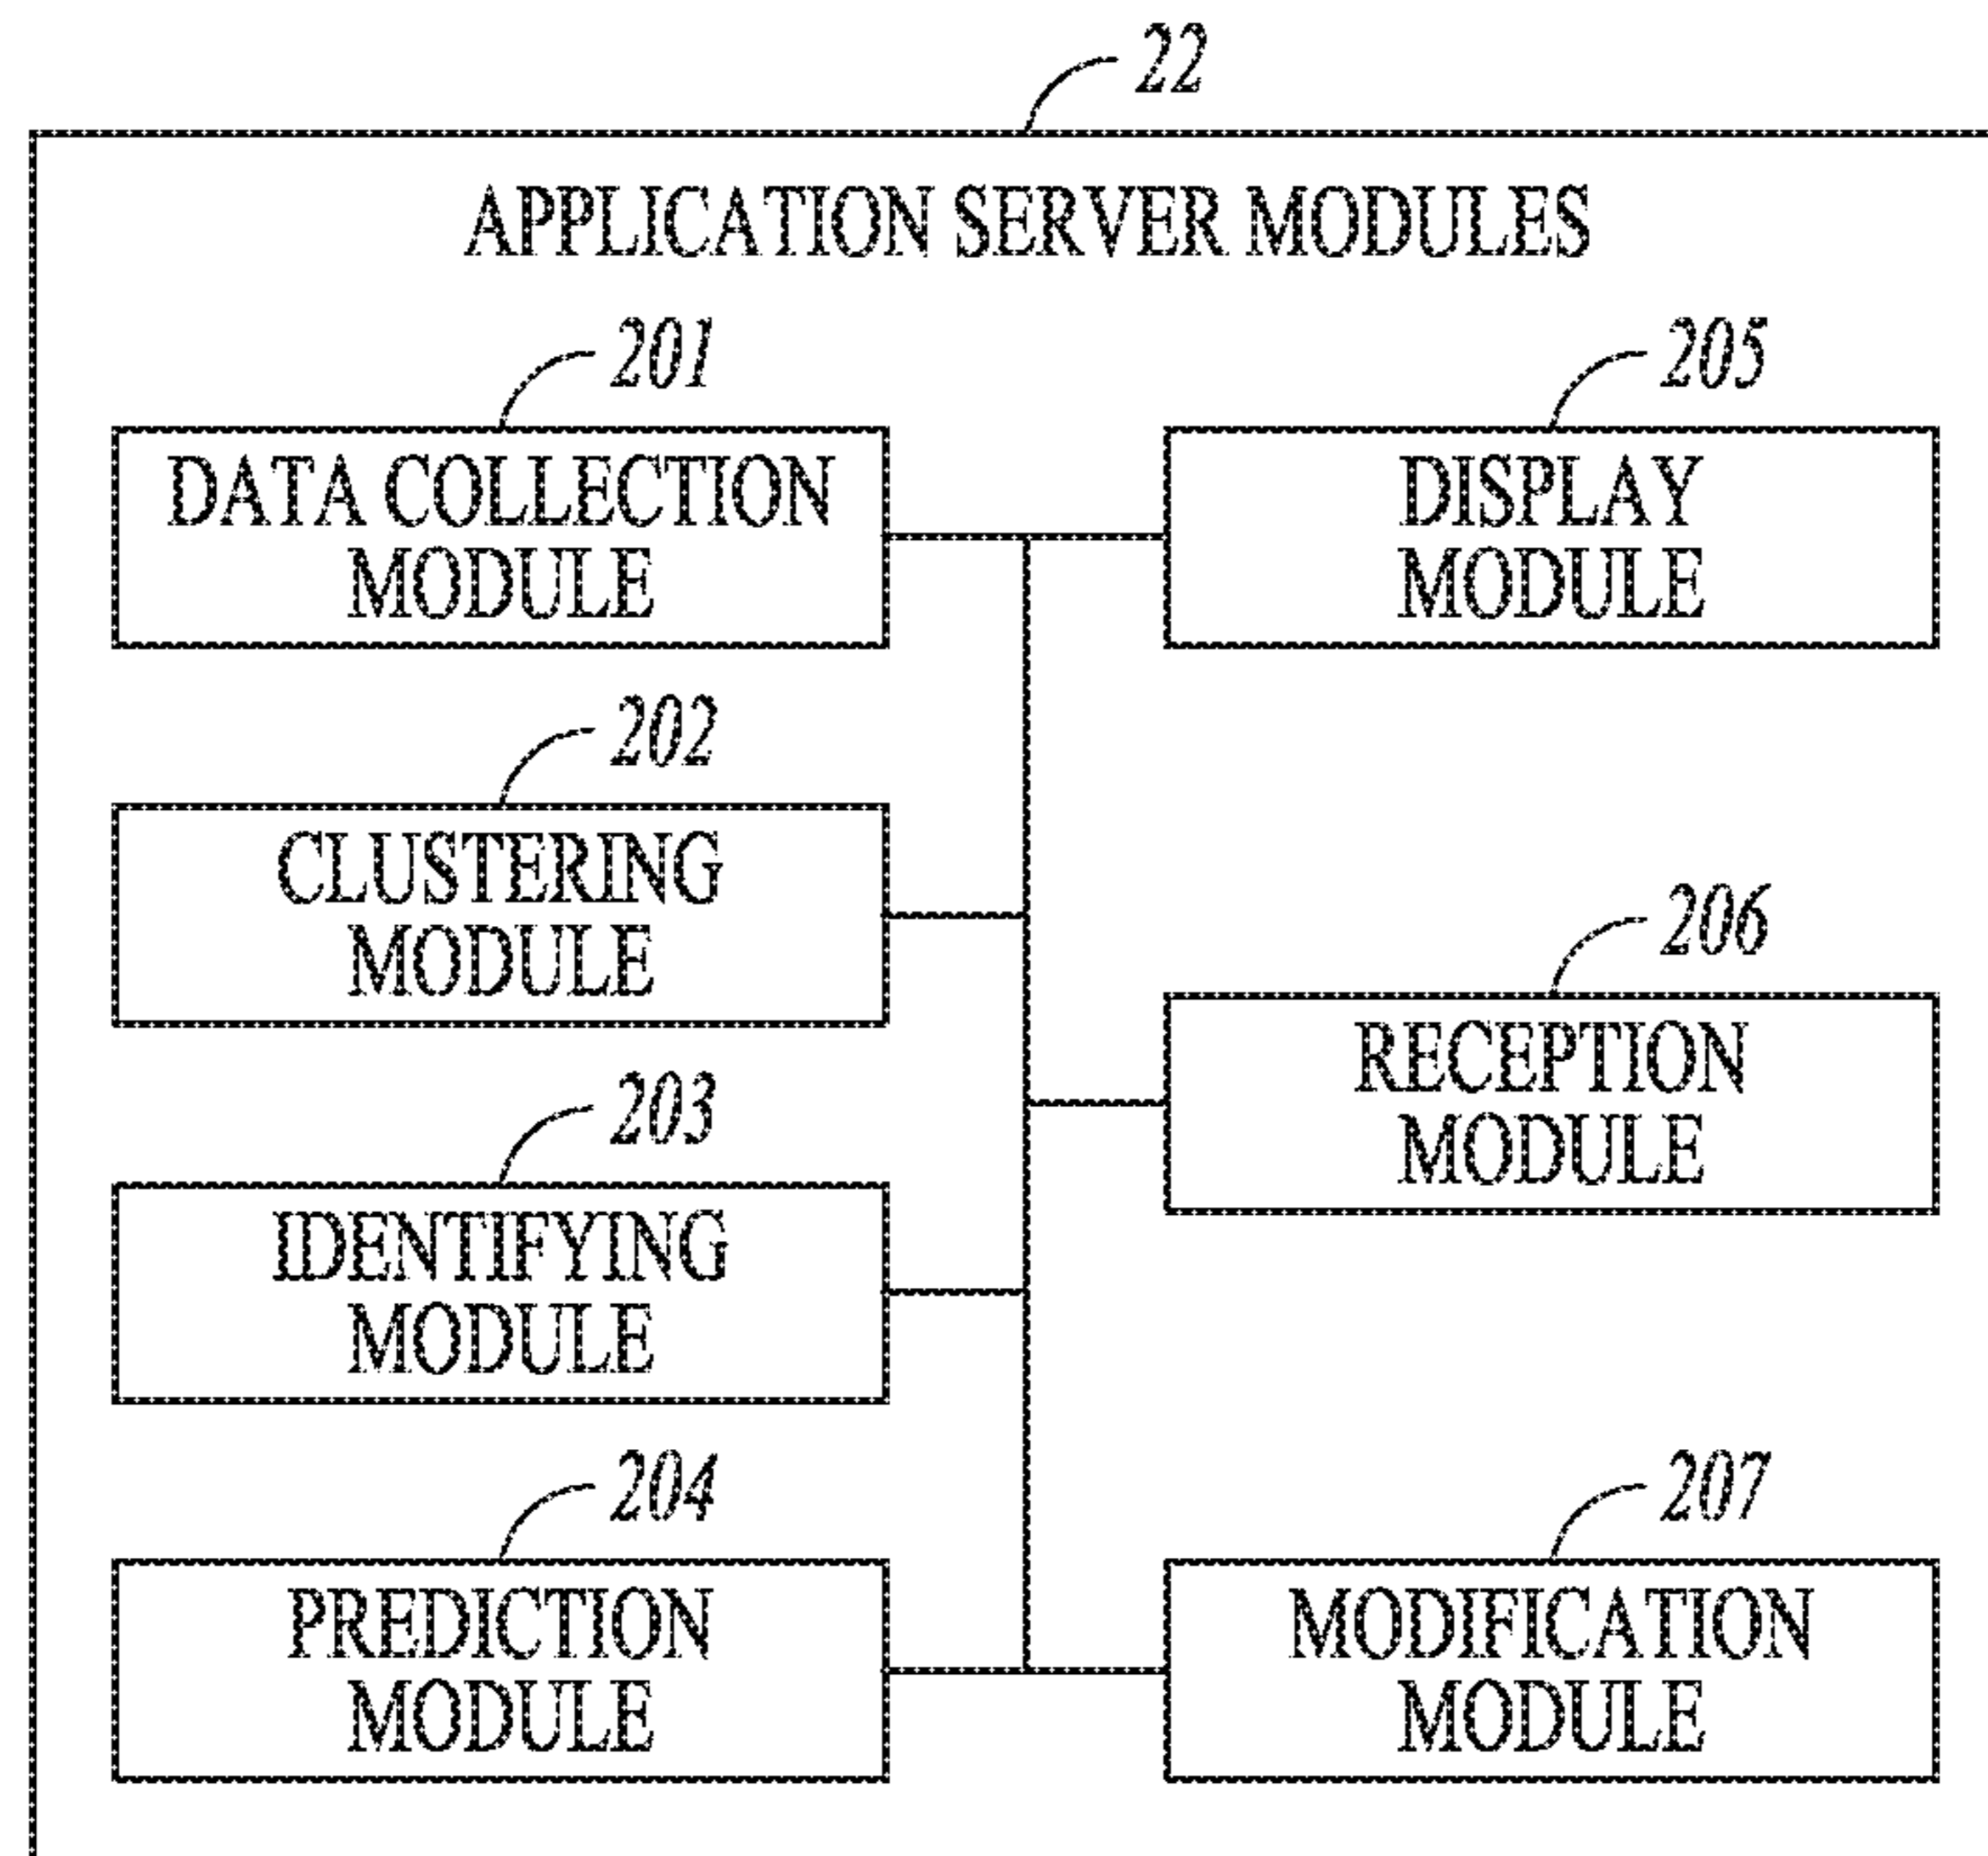 22
APPLICATION SERVER MODULES
201
DATA COLLECTION
MODULE
202
CLUSTERING
MODULE
203
IDENTIFYING
MODULE
204
PREDICTION
MODULE
205
DISPLAY
MODULE
206
RECEPTION
MODULE
207
MODIFICATION
MODULE